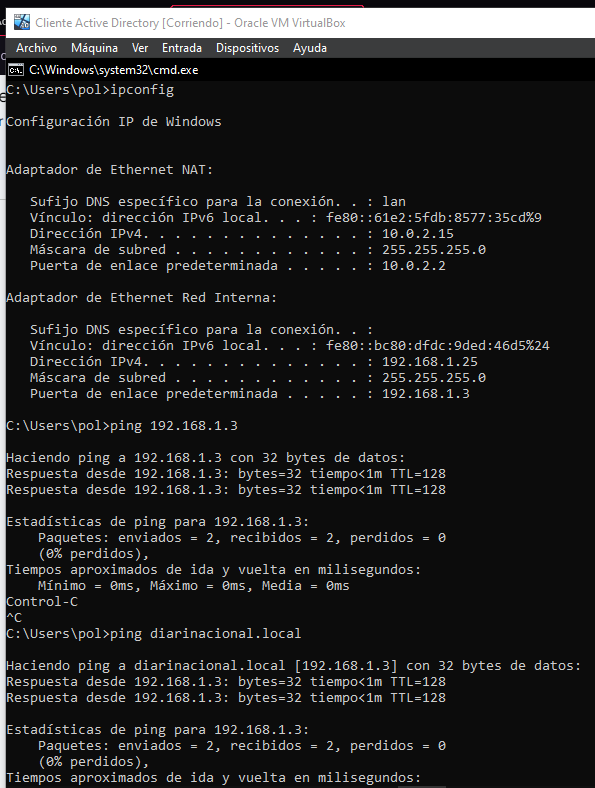 Cliente Active Directory [Corriendo] - Oracle VM VirtualBox
Archivo Máquina Ver Entrada Dispositivos Ayuda
C:\Windows\system32\cmd.exe
C:\Users\pol>ipconfig
Configuración IP de Windows
Adaptador de Ethernet NAT:
Sufijo DNS específico para la conexión. . : lan
Vínculo: dirección IPv6 local. . . : fe80::61e2:5fdb:8577:35cd%9
Dirección IPv4. . . . . . . . . . . . . . : 10.0.2.15
Máscara de subred . . . . . . . . . . . . : 255.255.255.0
Puerta de enlace predeterminada . . . . . : 10.0.2.2
Adaptador de Ethernet Red Interna:
Sufijo DNS específico para la conexión. . :
Vínculo: dirección IPv6 local. . . : fe80::bc80:dfdc:9ded:46d5%24
Dirección IPv4. . . . . . . . . . . . . . : 192.168.1.25
Máscara de subred . . . . . . . . . . . . : 255.255.255.0
Puerta de enlace predeterminada . . . . . : 192.168.1.3
C:\Users\pol>ping 192.168.1.3
Haciendo ping a 192.168.1.3 con 32 bytes de datos:
Respuesta desde 192.168.1.3: bytes=32 tiempo<1m TTL=128
Respuesta desde 192.168.1.3: bytes=32 tiempo<1m TTL=128
Estadísticas de ping para 192.168.1.3:
Paquetes: enviados = 2, recibidos = 2, perdidos = 0
(0% perdidos),
Tiempos aproximados de ida y vuelta en milisegundos:
Mínimo = 0ms, Máximo = 0ms, Media = 0ms
Control-C
^C
C:\Users\pol>ping diarinacional.local
Haciendo ping a diarinacional.local [192.168.1.3] con 32 bytes de datos:
Respuesta desde 192.168.1.3: bytes=32 tiempo<1m TTL=128
Respuesta desde 192.168.1.3: bytes=32 tiempo<1m TTL=128
Estadísticas de ping para 192.168.1.3:
Paquetes: enviados = 2, recibidos = 2, perdidos = 0
(0% perdidos),
Tiempos aproximados de ida y vuelta en milisegundos: